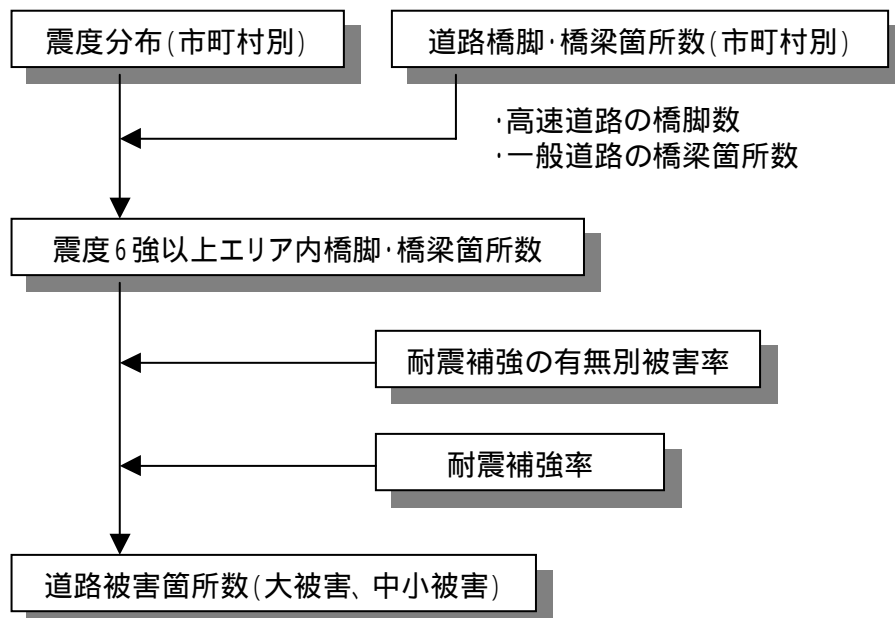 震度分布(市町村別)
道路橋脚・橋梁箇所数(市町村別)
・高速道路の橋脚数
・一般道路の橋梁箇所数
震度6強以上エリア内橋脚・橋梁箇所数
耐震補強の有無別被害率
耐震補強率
道路被害箇所数(大被害、中小被害)